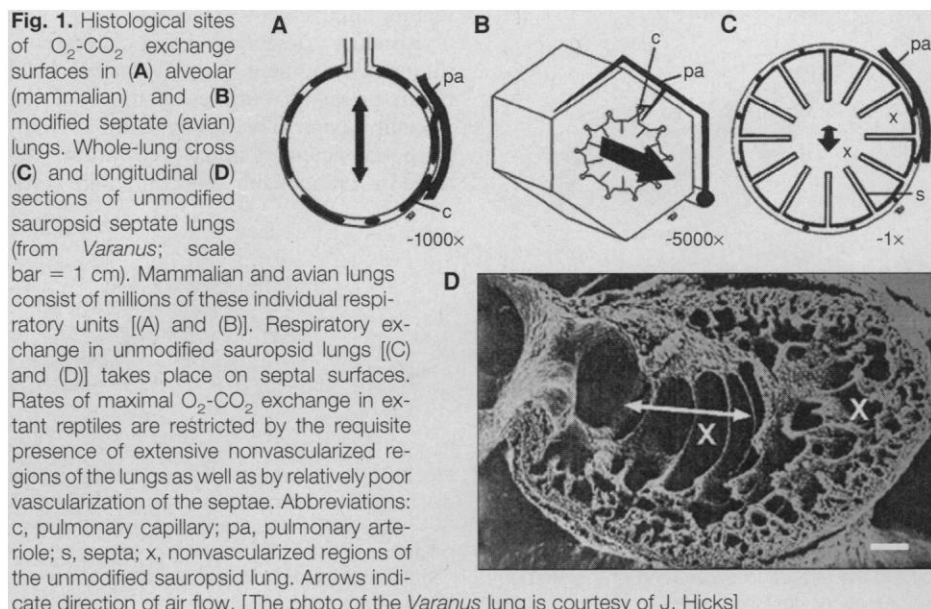 Fig. 1. Histological sites
of O₂-CO₂ exchange
surfaces in (A) alveolar
(mammalian) and (B)
modified septate (avian)
lungs. Whole-lung cross
(C) and longitudinal (D)
sections of unmodified
sauropsid septate lungs
(from Varanus; scale
bar = 1 cm). Mammalian and avian lungs
consist of millions of these individual respi-
ratory units [(A) and (B)]. Respiratory ex-
change in unmodified sauropsid lungs [(C)
and (D)] takes place on septal surfaces.
Rates of maximal O₂-CO₂ exchange in ex-
tant reptiles are restricted by the requisite
presence of extensive nonvascularized re-
gions of the lungs as well as by relatively poor
vascularization of the septae. Abbreviations:
c, pulmonary capillary; pa, pulmonary arte-
riole; s, septa; x, nonvascularized regions of
the unmodified sauropsid lung. Arrows indi-
cate direction of air flow. [The photo of the Varanus lung is courtesy of J. Hicks]
A
pa
c
-1000×
B
c
pa
-5000×
C
pa
x
x
s
-1×
D
X
X